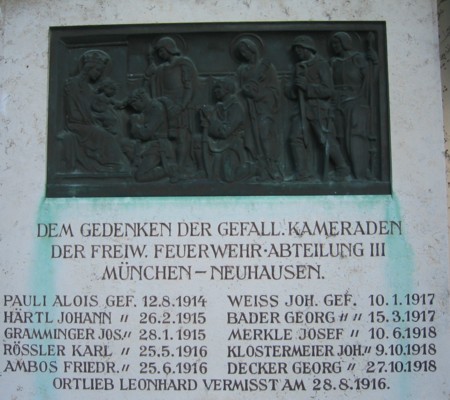 DEM GEDENKEN DER GEFALL. KAMERADEN
DER FREIW. FEUERWEHR·ABTEILUNG III
MÜNCHEN – NEUHAUSEN.
PAULI ALOIS GEF. 12.8.1914
HÄRTL JOHANN " 26.2.1915
GRAMMINGER JOS. " 28.1.1915
RÖSSLER KARL " 25.5.1916
AMBOS FRIEDR. " 25.6.1916
WEISS JOH. GEF. 10.1.1917
BADER GEORG " " 15.3.1917
MERKLE JOSEF " 10.6.1918
KLOSTERMEIER JOH. " 9.10.1918
DECKER GEORG " 27.10.1918
ORTLIEB LEONHARD VERMISST AM 28.8.1916.